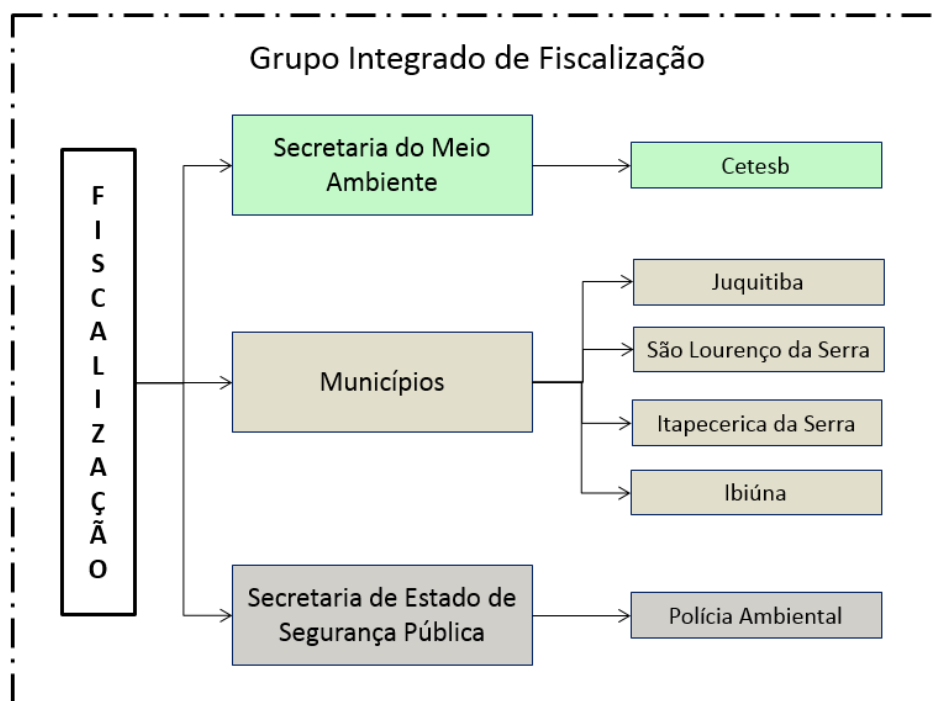 Grupo Integrado de Fiscalização
FISCALIZAÇÃO
Secretaria do Meio
Ambiente
Cetesb
Municípios
Juquitiba
São Lourenço da Serra
Itapecerica da Serra
Ibiúna
Secretaria de Estado de
Segurança Pública
Polícia Ambiental